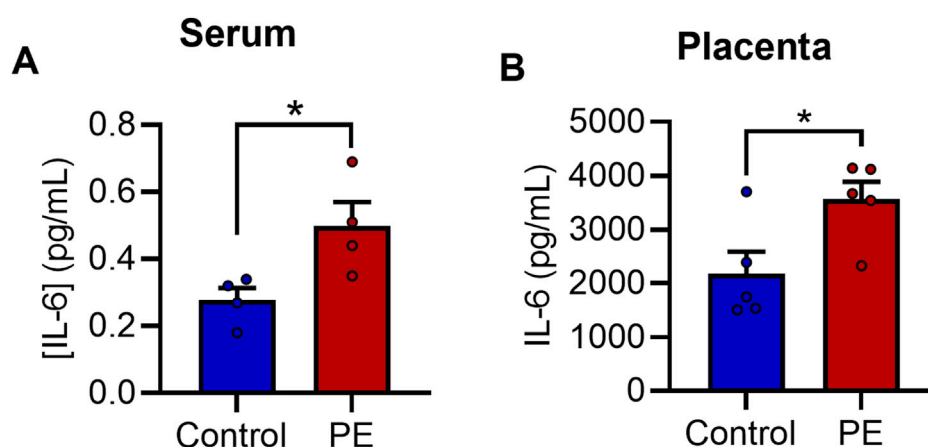 A
Serum
*
[IL-6] (pg/mL)
0.8
0.6
0.4
0.2
0.0
Control
PE
B
Placenta
*
IL-6 (pg/mL)
5000
4000
3000
2000
1000
0
Control
PE